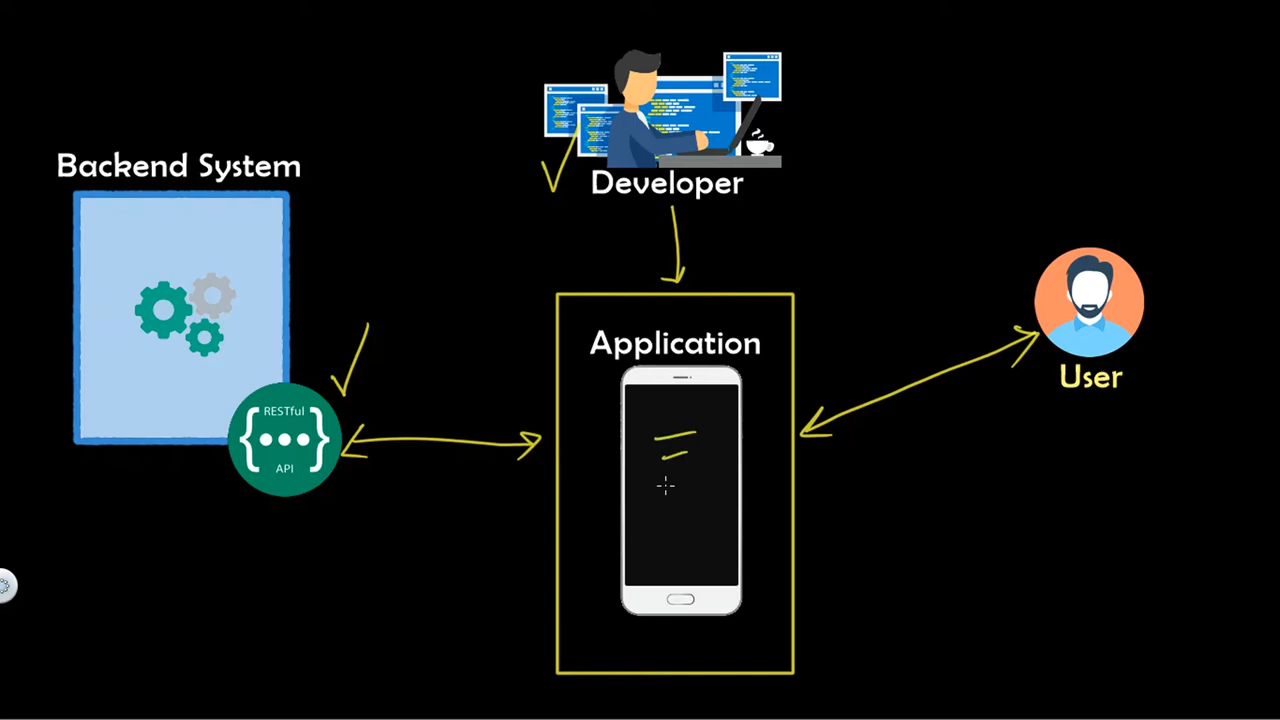 Developer
Backend System
RESTful
{•••}
API
Application
User